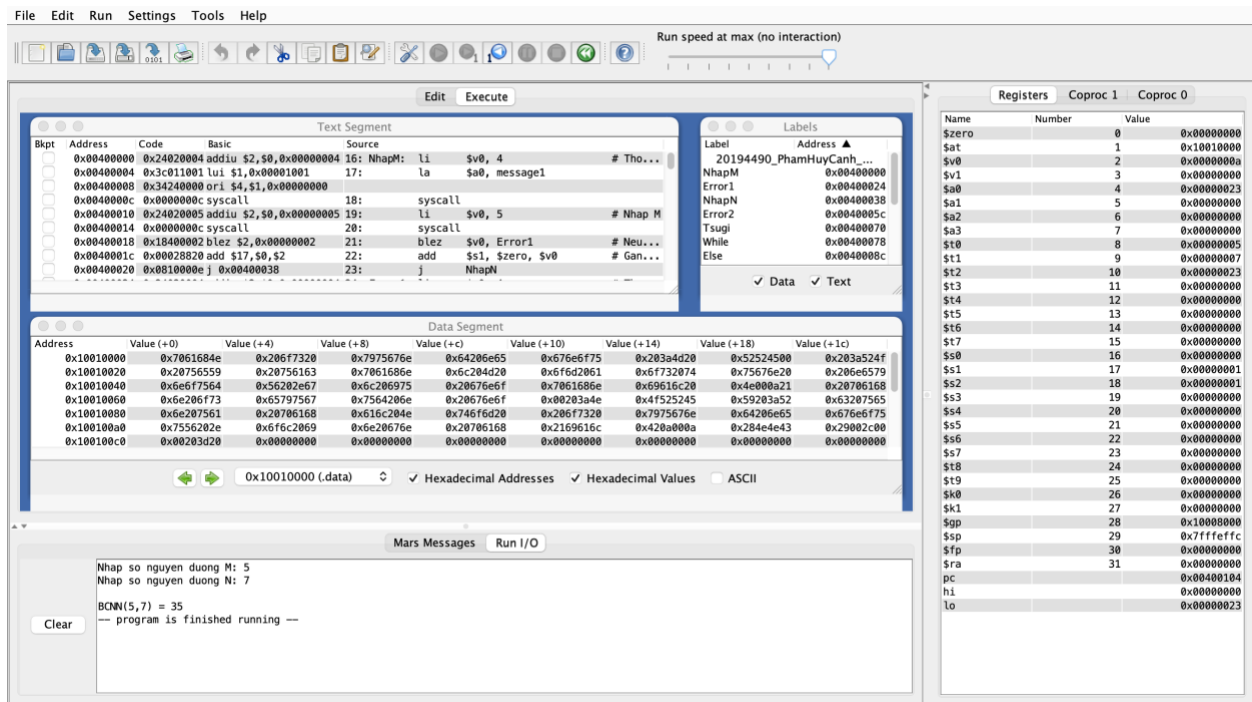 File Edit Run Settings Tools Help
Run speed at max (no interaction)
Edit Execute
Text Segment
Bkpt Address Code Basic Source
0x00400000 0x24020004 addiu $2,$0,0x00000004 16: NhapM: li $v0, 4 # Tho...
0x00400004 0x3c011001 lui $1,0x00001001 17: la $a0, message1
0x00400008 0x34240000 ori $4,$1,0x00000000
0x0040000c 0x0000000c syscall 18: syscall
0x00400010 0x24020005 addiu $2,$0,0x00000005 19: li $v0, 5 # Nhap M
0x00400014 0x0000000c syscall 20: syscall
0x00400018 0x18400002 blez $2,0x00000002 21: blez $v0, Error1 # Neu...
0x0040001c 0x00028820 add $17,$0,$2 22: add $s1, $zero, $v0 # Gan...
0x00400020 0x0810000e j 0x00400038 23: j NhapN
Labels
Label Address ▲
20194490_PhamHuyCanh_...
NhapM 0x00400000
Error1 0x00400024
NhapN 0x00400038
Error2 0x0040005c
Tsugi 0x00400070
While 0x00400078
Else 0x0040008c
Data Text
Data Segment
Address Value (+0) Value (+4) Value (+8) Value (+c) Value (+10) Value (+14) Value (+18) Value (+1c)
0x10010000 0x7061684e 0x206f7320 0x7975676e 0x64206e65 0x676e6f75 0x203a4d20 0x52524500 0x203a524f
0x10010020 0x20756559 0x20756163 0x7061686e 0x6c204d20 0x6f6d2061 0x6f732074 0x75676e20 0x206e6579
0x10010040 0x6e6f7564 0x56202e67 0x6c206975 0x20676e6f 0x7061686e 0x69616c20 0x4e000a21 0x20706168
0x10010060 0x6e206f73 0x65797567 0x7564206e 0x20676e6f 0x00203a4e 0x4f525245 0x59203a52 0x63207565
0x10010080 0x6e207561 0x20706168 0x616c204e 0x746f6d20 0x206f7320 0x7975676e 0x64206e65 0x676e6f75
0x100100a0 0x7556202e 0x6f6c2069 0x6e20676e 0x20706168 0x2169616c 0x420a000a 0x284e4e43 0x29002c00
0x100100c0 0x00203d20 0x00000000 0x00000000 0x00000000 0x00000000 0x00000000 0x00000000 0x00000000
0x10010000 (.data) Hexadecimal Addresses Hexadecimal Values ASCII
Mars Messages Run I/O
Nhap so nguyen duong M: 5
Nhap so nguyen duong N: 7
BCNN(5,7) = 35
-- program is finished running --
Clear
Registers Coproc 1 Coproc 0
Name Number Value
$zero 0 0x00000000
$at 1 0x10010000
$v0 2 0x0000000a
$v1 3 0x00000000
$a0 4 0x00000023
$a1 5 0x00000000
$a2 6 0x00000000
$a3 7 0x00000000
$t0 8 0x00000005
$t1 9 0x00000007
$t2 10 0x00000023
$t3 11 0x00000000
$t4 12 0x00000000
$t5 13 0x00000000
$t6 14 0x00000000
$t7 15 0x00000000
$s0 16 0x00000000
$s1 17 0x00000001
$s2 18 0x00000001
$s3 19 0x00000000
$s4 20 0x00000000
$s5 21 0x00000000
$s6 22 0x00000000
$s7 23 0x00000000
$t8 24 0x00000000
$t9 25 0x00000000
$k0 26 0x00000000
$k1 27 0x00000000
$gp 28 0x10008000
$sp 29 0x7fffeffc
$fp 30 0x00000000
$ra 31 0x00000000
pc 0x00400104
hi 0x00000000
lo 0x00000023